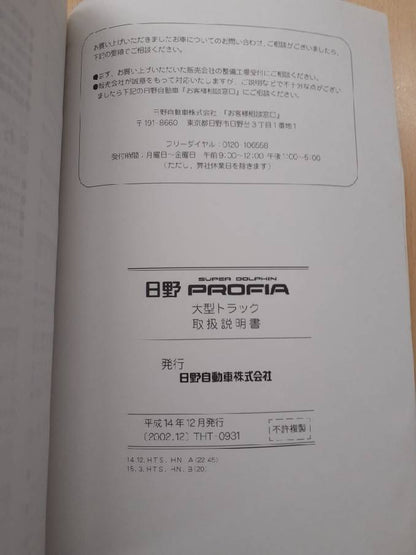 お買い上げいただきましたお車についてのお問い合わせ、ご相談がございましたら、
下記の要領でご相談ください。
●まず、お買い上げいただいた販売会社の整備工場受付にご相談ください。
●販売会社が誠意をもって対応いたしますが、ご説明などで不十分な点がござい
ましたら下記の日野自動車「お客様相談窓口」にご相談ください。
日野自動車株式会社 「お客様相談窓口」
〒191-8660 東京都日野市日野台3丁目1番地1
フリーダイヤル:0120 106558
受付時間:月曜日~金曜日 午前9:00~12:00 午後1:00~5:00
(ただし、弊社休業日を除きます)
SUPER DOLPHIN
日野 PROFIA
大型トラック
取扱説明書
発行
日野自動車株式会社
平成14年12月発行
(2002.12) THT-0931
不許複製
14.12.HTS.HN.A(22.45)
15.3.HTS.HN.B(20)